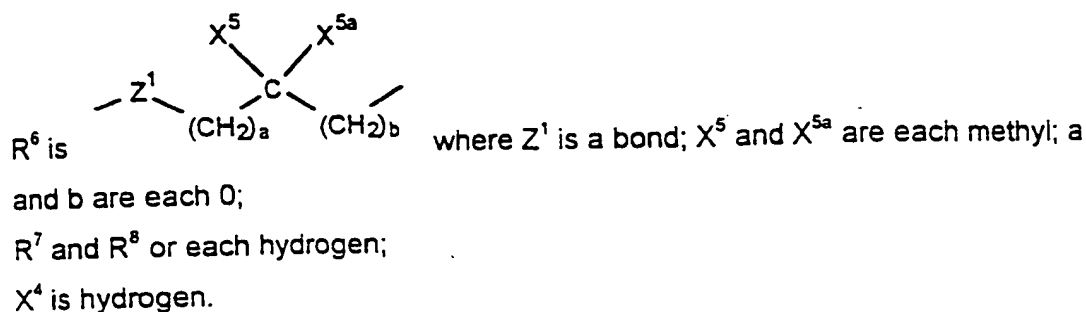 X⁵ X⁵ᵃ
Z¹ C
(CH₂)ₐ (CH₂)b
R⁶ is where Z¹ is a bond; X⁵ and X⁵ᵃ are each methyl; a
and b are each 0;
R⁷ and R⁸ or each hydrogen;
X⁴ is hydrogen.